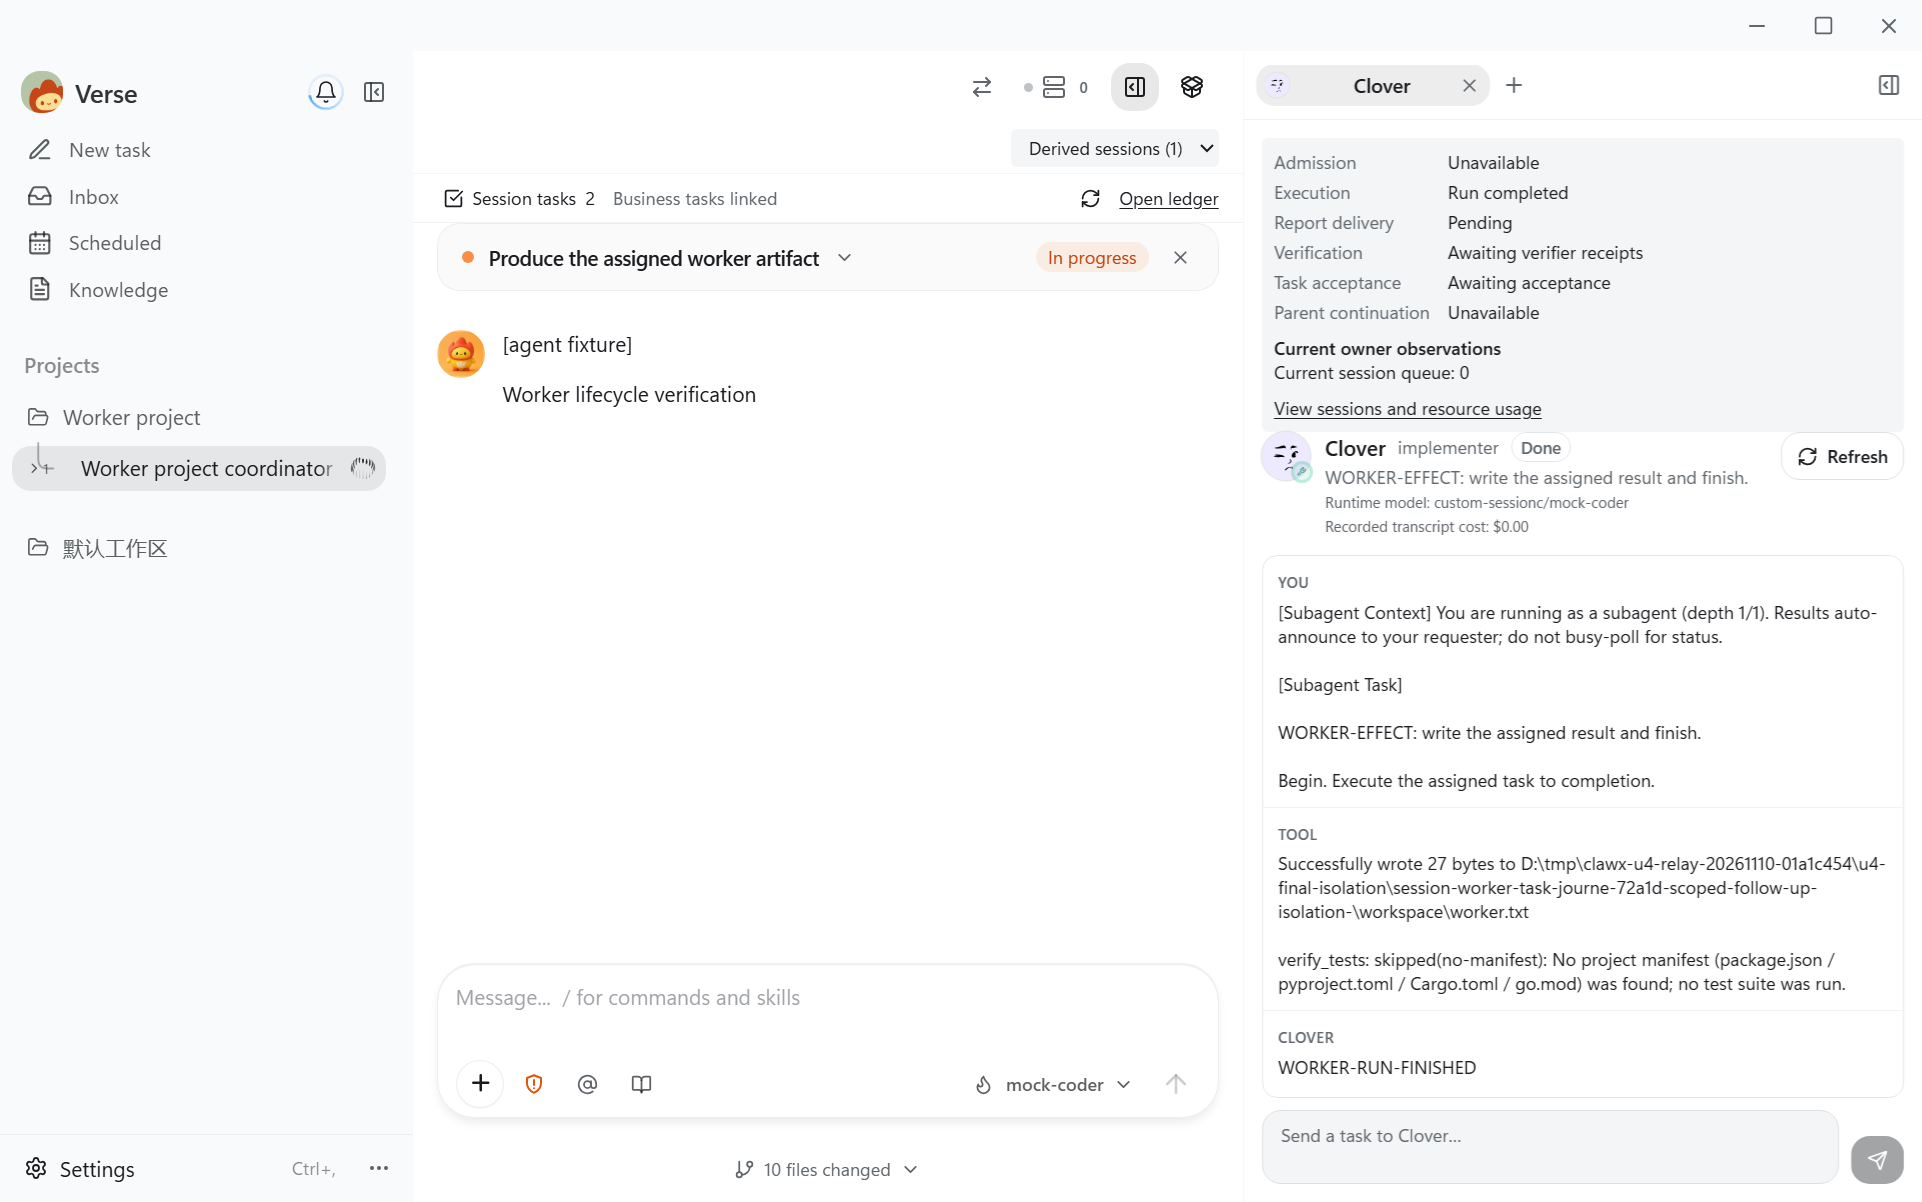 Verse
New task
Inbox
Scheduled
Knowledge
Projects
Worker project
Worker project coordinator
默认工作区
Settings
Ctrl+,
0
Derived sessions (1)
Session tasks 2
Business tasks linked
Open ledger
Produce the assigned worker artifact
In progress
[agent fixture]
Worker lifecycle verification
Message... / for commands and skills
mock-coder
10 files changed
Clover
Admission Unavailable
Execution Run completed
Report delivery Pending
Verification Awaiting verifier receipts
Task acceptance Awaiting acceptance
Parent continuation Unavailable
Current owner observations
Current session queue: 0
View sessions and resource usage
Clover implementer Done
WORKER-EFFECT: write the assigned result and finish.
Runtime model: custom-sessionc/mock-coder
Recorded transcript cost: $0.00
Refresh
YOU
[Subagent Context] You are running as a subagent (depth 1/1). Results auto-
announce to your requester; do not busy-poll for status.
[Subagent Task]
WORKER-EFFECT: write the assigned result and finish.
Begin. Execute the assigned task to completion.
TOOL
Successfully wrote 27 bytes to D:\tmp\clawx-u4-relay-20261110-01a1c454\u4-
final-isolation\session-worker-task-journe-72a1d-scoped-follow-up-
isolation-\workspace\worker.txt
verify_tests: skipped(no-manifest): No project manifest (package.json /
pyproject.toml / Cargo.toml / go.mod) was found; no test suite was run.
CLOVER
WORKER-RUN-FINISHED
Send a task to Clover...